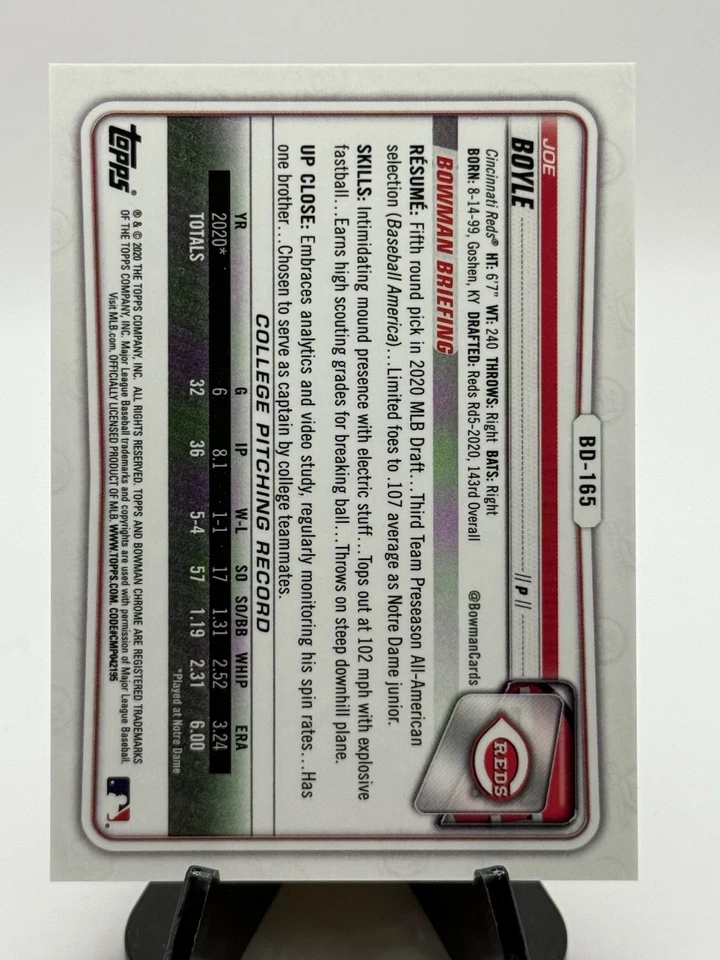 BD-165
JOE
BOYLE || P ||
Cincinnati Reds® HT: 6'7" WT: 240 THROWS: Right BATS: Right
BORN: 8-14-99, Goshen, KY DRAFTED: Reds Rd5-2020, 143rd Overall
@BowmanCards
REDS
BOWMAN BRIEFING
RÉSUMÉ: Fifth round pick in 2020 MLB Draft...Third Team Preseason All-American
selection (Baseball America)...Limited foes to .107 average as Notre Dame junior.
SKILLS: Intimidating mound presence with electric stuff...Tops out at 102 mph with explosive
fastball...Earns high scouting grades for breaking ball...Throws on steep downhill plane.
UP CLOSE: Embraces analytics and video study, regularly monitoring his spin rates...Has
one brother...Chosen to serve as captain by college teammates.
COLLEGE PITCHING RECORD
YR G IP W-L SO SO/BB WHIP ERA
2020* 6 8.1 1-1 17 1.31 2.52 3.24
TOTALS 32 36 5-4 57 1.19 2.31 6.00
*Played at Notre Dame
topps®
® & © 2020 THE TOPPS COMPANY, INC. ALL RIGHTS RESERVED. TOPPS AND BOWMAN CHROME ARE REGISTERED TRADEMARKS
OF THE TOPPS COMPANY, INC. Major League Baseball trademarks and copyrights are used with permission of Major League Baseball.
Visit MLB.com. OFFICIALLY LICENSED PRODUCT OF MLB. WWW.TOPPS.COM. CODE#CMP042195